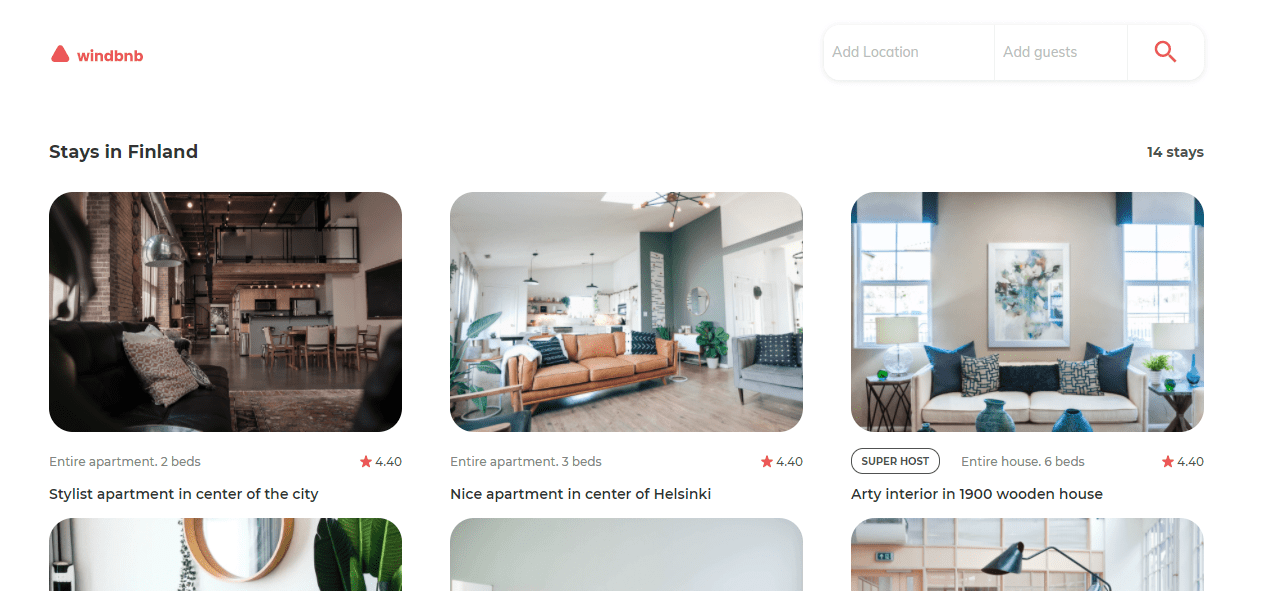 windbnb
Add Location
Add guests
Stays in Finland
14 stays
Entire apartment. 2 beds
4.40
Stylist apartment in center of the city
Entire apartment. 3 beds
4.40
Nice apartment in center of Helsinki
SUPER HOST
Entire house. 6 beds
4.40
Arty interior in 1900 wooden house